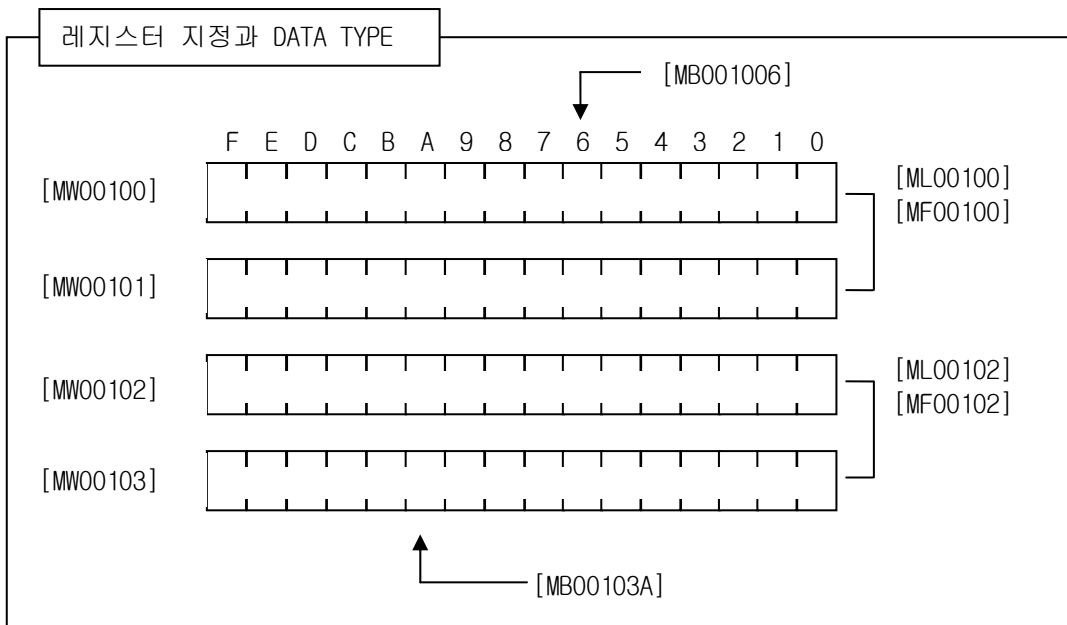 레지스터 지정과 DATA TYPE
[MB001006]
F E D C B A 9 8 7 6 5 4 3 2 1 0
[MW00100]
[ML00100]
[MF00100]
[MW00101]
[MW00102]
[ML00102]
[MF00102]
[MW00103]
[MB00103A]